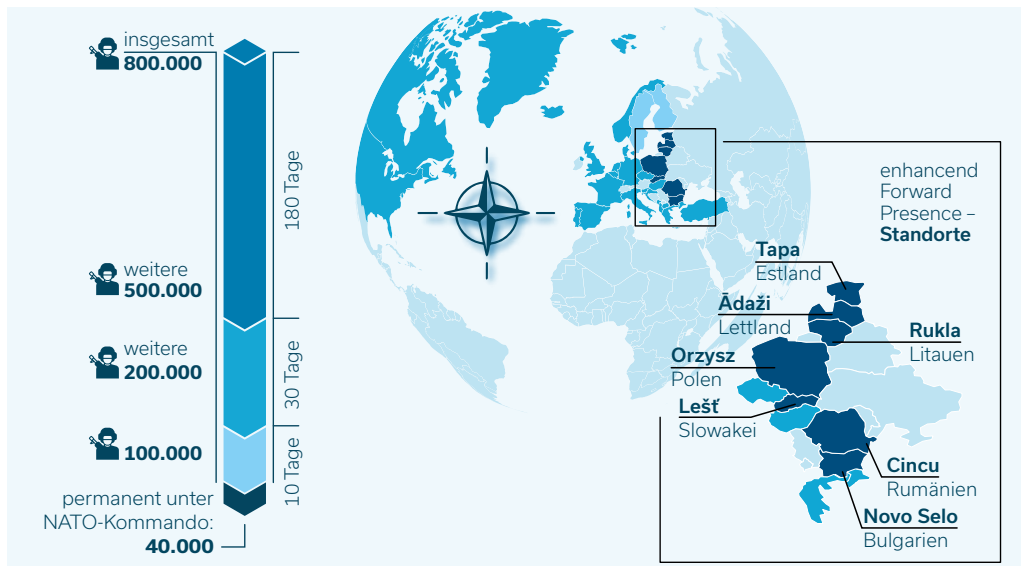 insgesamt
800.000
weitere
500.000
weitere
200.000
100.000
permanent unter
NATO-Kommando:
40.000
180 Tage
30 Tage
10 Tage
enhancend
Forward
Presence –
Standorte
Tapa
Estland
Ādaži
Lettland
Rukla
Litauen
Orzysz
Polen
Lešť
Slowakei
Cincu
Rumänien
Novo Selo
Bulgarien